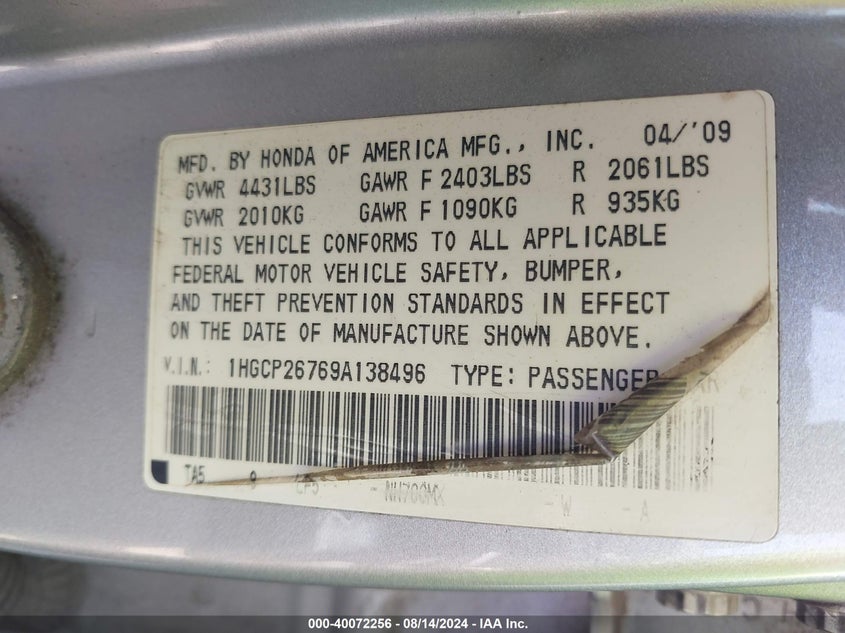 MFD. BY HONDA OF AMERICA MFG., INC. 04/'09
GVWR 4431LBS GAWR F 2403LBS R 2061LBS
GVWR 2010KG GAWR F 1090KG R 935KG
THIS VEHICLE CONFORMS TO ALL APPLICABLE
FEDERAL MOTOR VEHICLE SAFETY, BUMPER,
AND THEFT PREVENTION STANDARDS IN EFFECT
ON THE DATE OF MANUFACTURE SHOWN ABOVE.
V.I.N.: 1HGCP26769A138496 TYPE: PASSENGER
TA5 9 - W - A
000-40072256 - 08/14/2024 - IAA Inc.